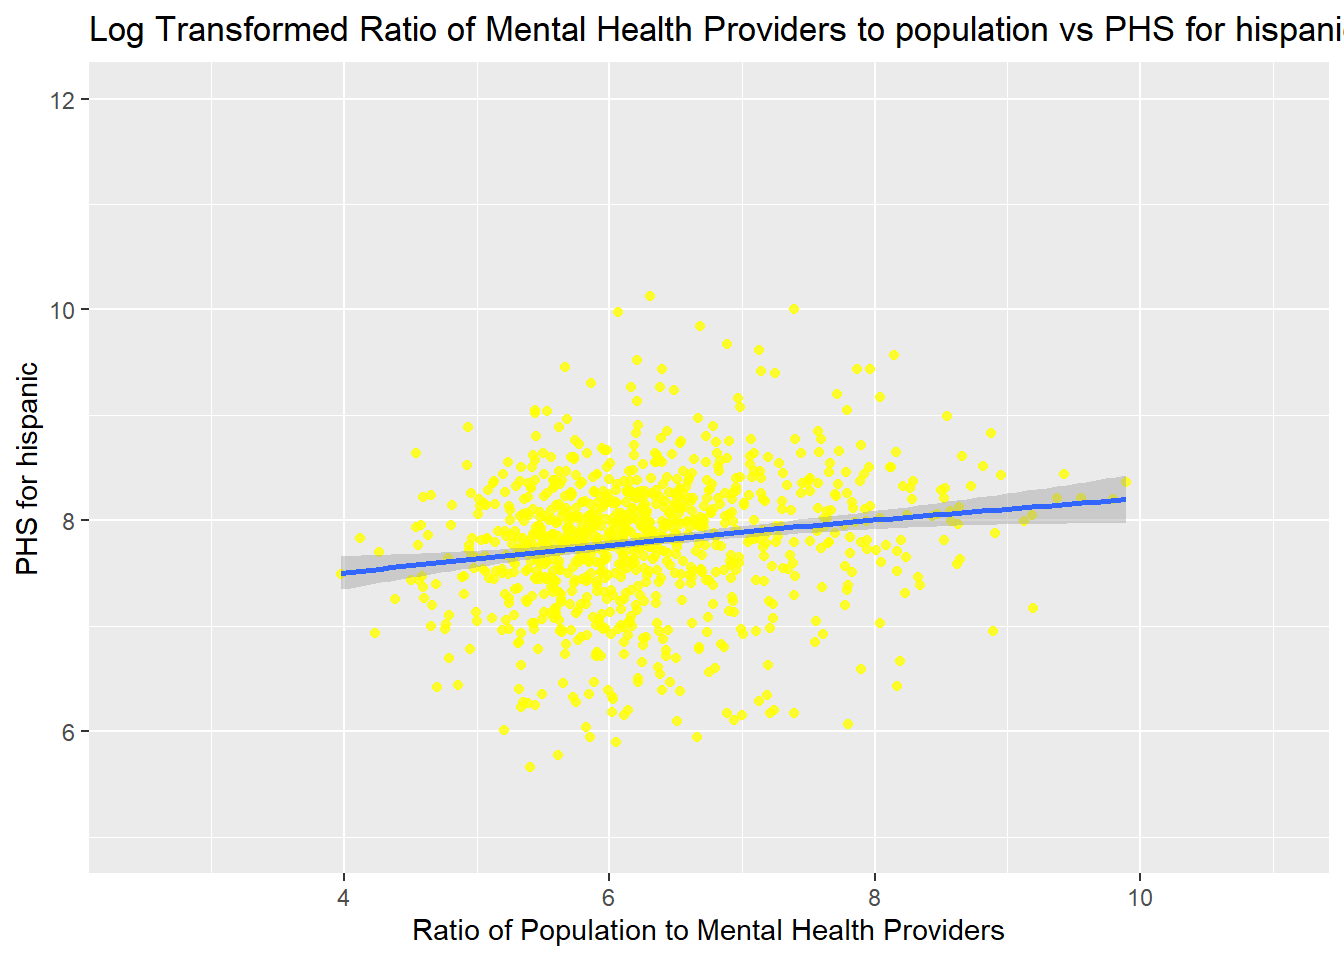 Log Transformed Ratio of Mental Health Providers to population vs PHS for hispani
12
10
8
6
PHS for hispanic
4 6 8 10
Ratio of Population to Mental Health Providers